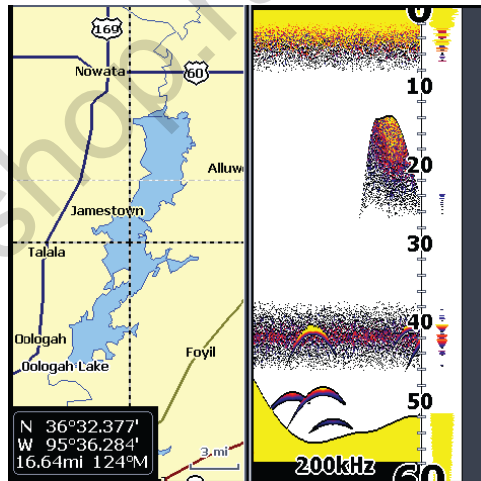 169
Nowata
60
Alluw
Jamestown
Talala
Oologah
Oologah Lake
Foyil
N 36°32.377'
W 95°36.284'
16.64mi 124°M
3 mi
0
10
20
30
40
50
60
200kHz
shop.